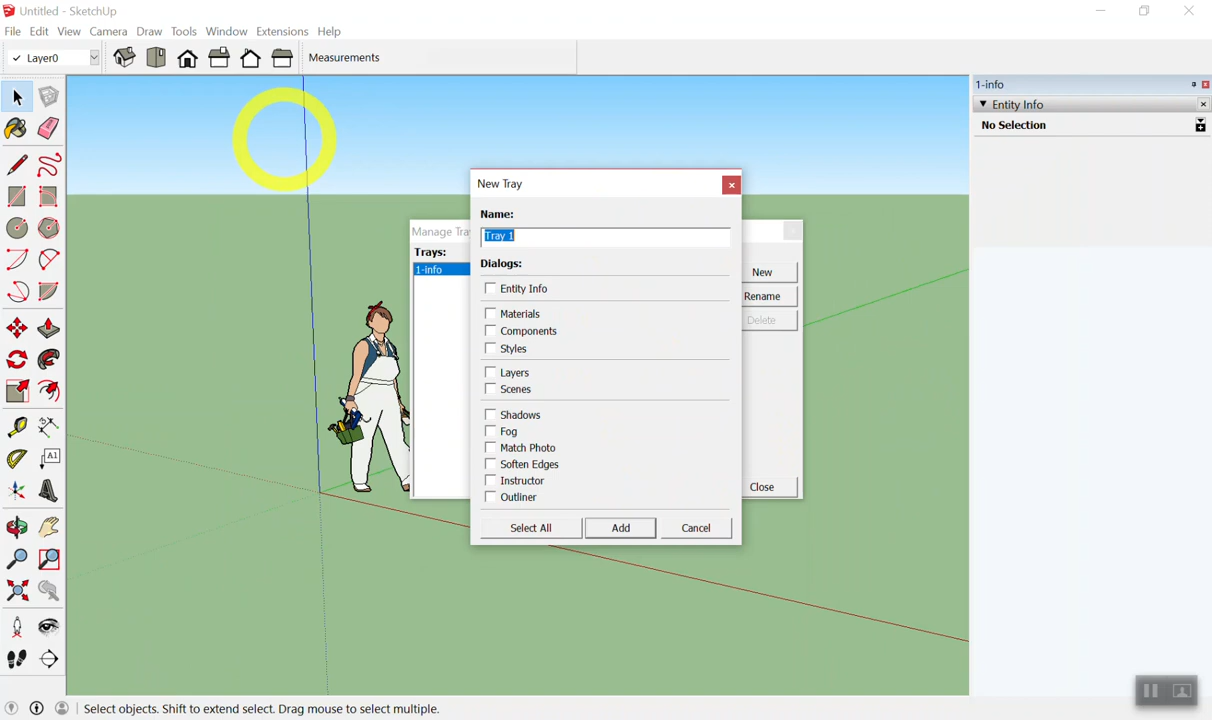 Untitled - SketchUp
File Edit View Camera Draw Tools Window Extensions Help
Layer0
Measurements
1-info
Entity Info
No Selection
New Tray
Name:
Tray 1
Dialogs:
Entity Info
Materials
Components
Styles
Layers
Scenes
Shadows
Fog
Match Photo
Soften Edges
Instructor
Outliner
Select All
Add
Cancel
Manage Tra
Trays:
1-info
New
Rename
Delete
Close
A1
Select objects. Shift to extend select. Drag mouse to select multiple.